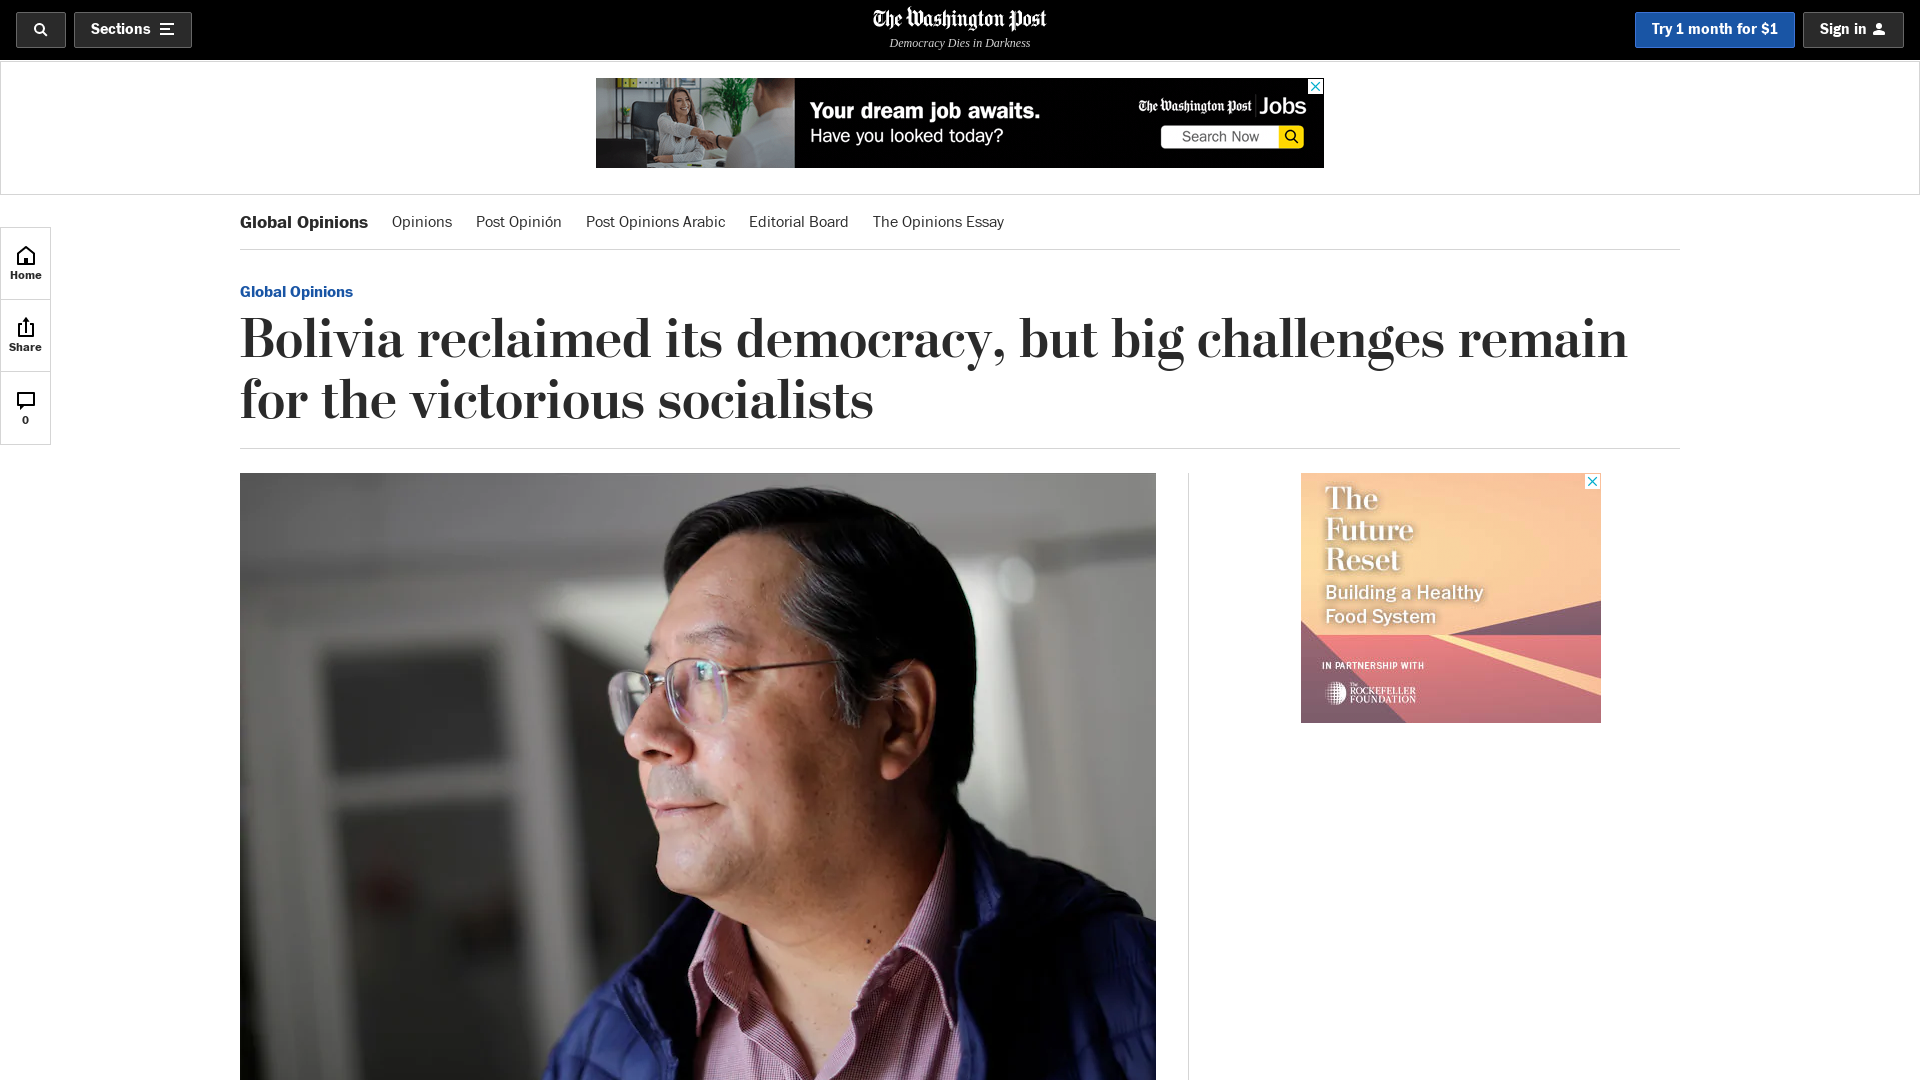 Sections
The Washington Post
Democracy Dies in Darkness
Try 1 month for $1
Sign in
Your dream job awaits.
Have you looked today?
The Washington Post Jobs
Search Now
Global Opinions
Opinions
Post Opinión
Post Opinions Arabic
Editorial Board
The Opinions Essay
Home
Share
0
Global Opinions
Bolivia reclaimed its democracy, but big challenges remain
for the victorious socialists
The
Future
Reset
Building a Healthy
Food System
IN PARTNERSHIP WITH
The
ROCKEFELLER
FOUNDATION